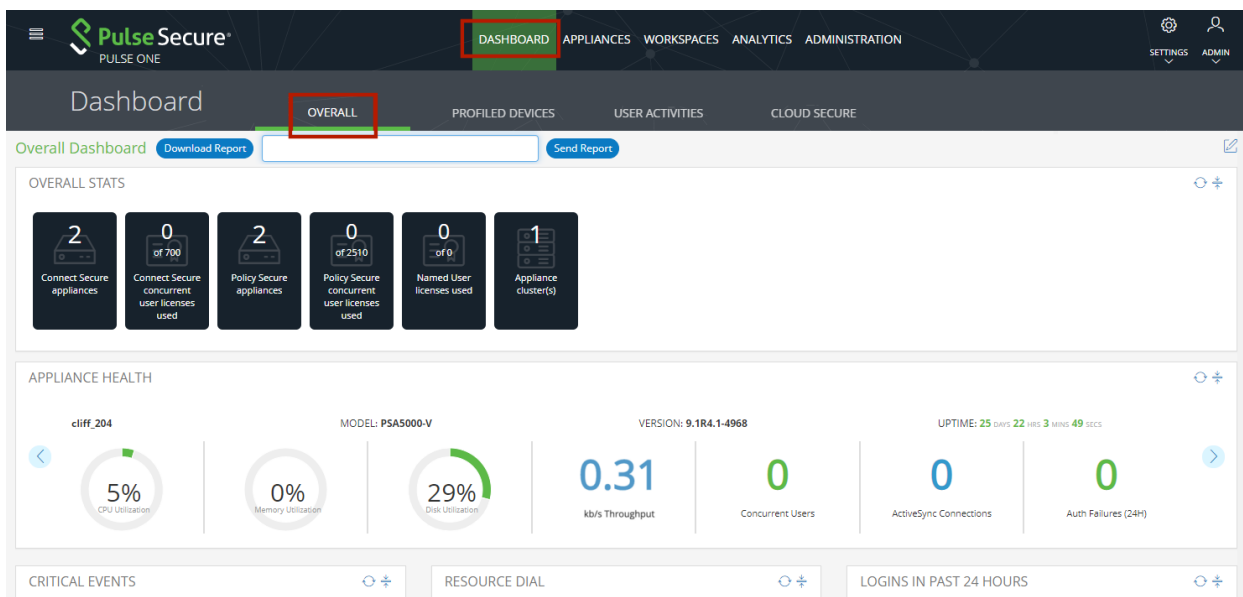 Pulse Secure®
PULSE ONE
DASHBOARD APPLIANCES WORKSPACES ANALYTICS ADMINISTRATION
SETTINGS ADMIN
Dashboard OVERALL PROFILED DEVICES USER ACTIVITIES CLOUD SECURE
Overall Dashboard Download Report Send Report
OVERALL STATS
2
Connect Secure
appliances
0
of 700
Connect Secure
concurrent
user licenses
used
2
Policy Secure
appliances
0
of 2510
Policy Secure
concurrent
user licenses
used
0
of 0
Named User
licenses used
1
Appliance
cluster(s)
APPLIANCE HEALTH
cliff_204 MODEL: PSA5000-V VERSION: 9.1R4.1-4968 UPTIME: 25 DAYS 22 HRS 3 MINS 49 SECS
5%
CPU Utilization
0%
Memory Utilization
29%
Disk Utilization
0.31
kb/s Throughput
0
Concurrent Users
0
ActiveSync Connections
0
Auth Failures (24H)
CRITICAL EVENTS RESOURCE DIAL LOGINS IN PAST 24 HOURS